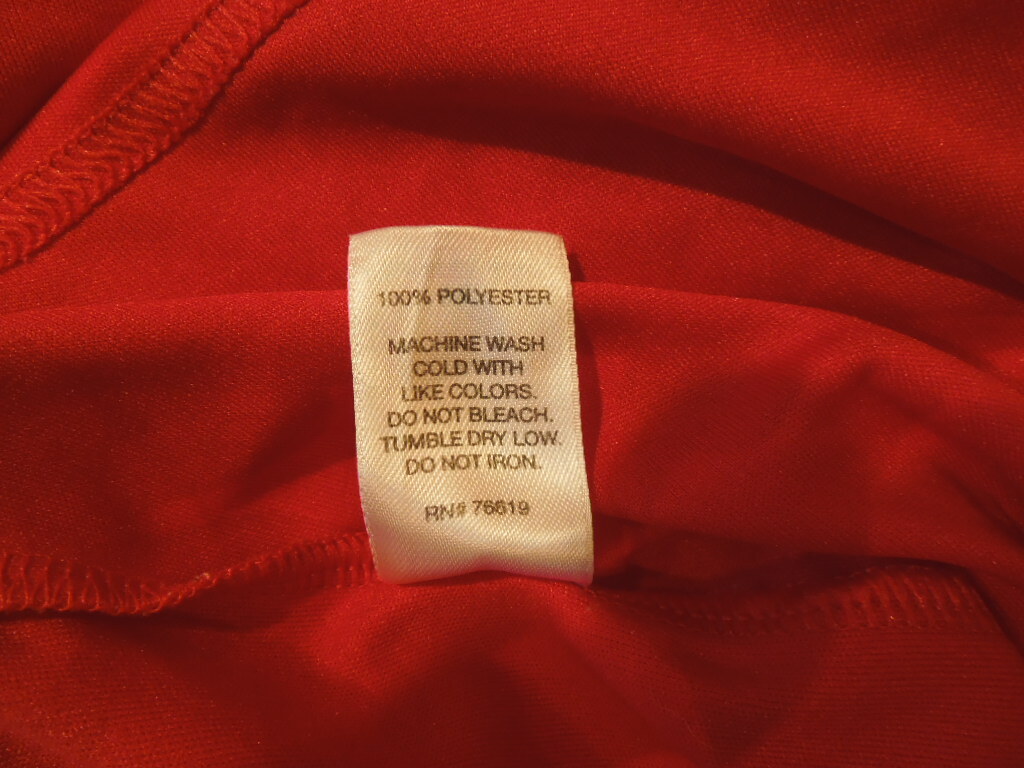 100% POLYESTER
MACHINE WASH
COLD WITH
LIKE COLORS.
DO NOT BLEACH.
TUMBLE DRY LOW.
DO NOT IRON.
RN# 76619